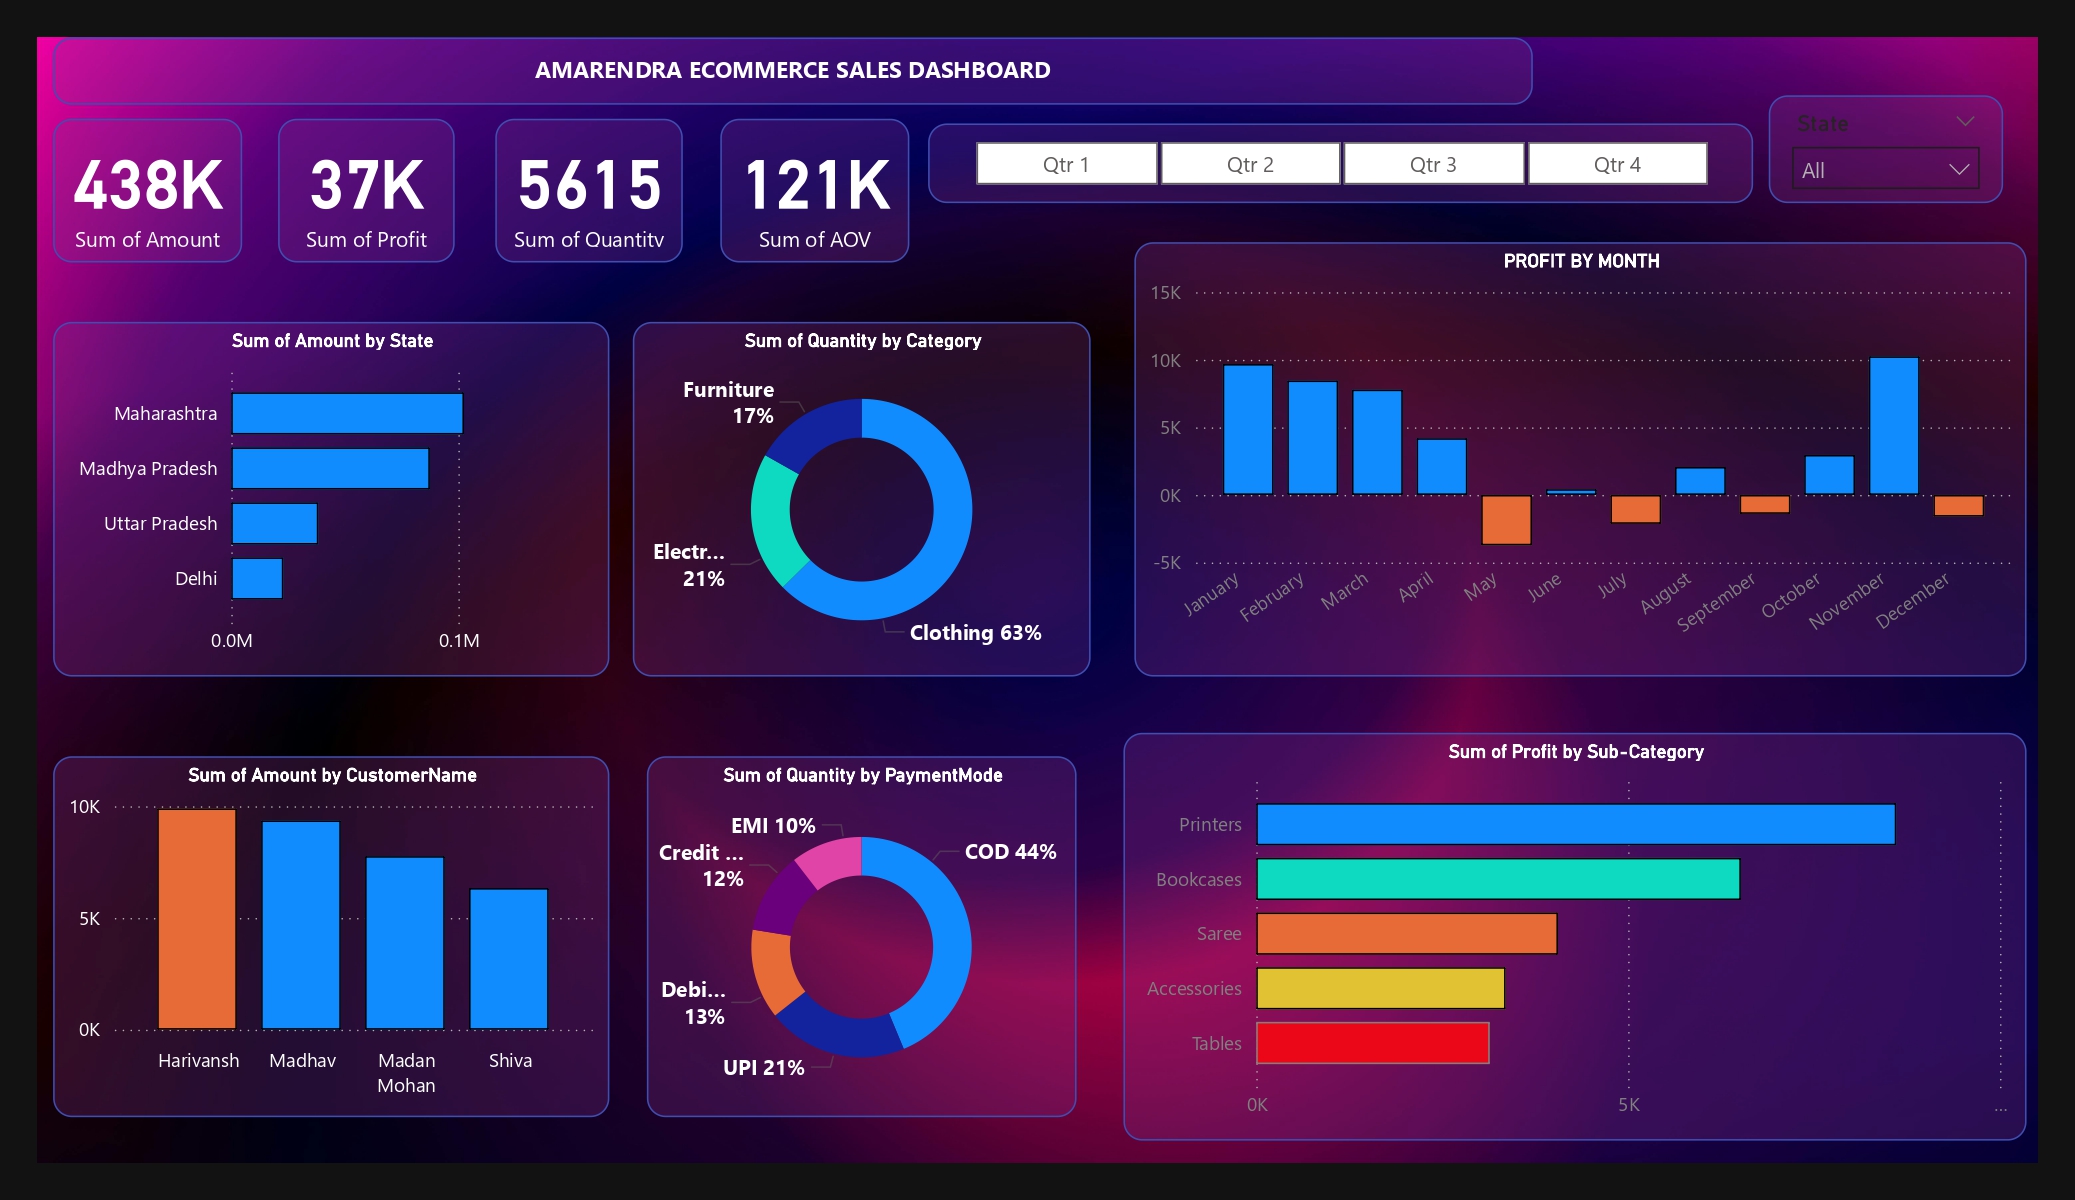 AMARENDRA ECOMMERCE SALES DASHBOARD
438K
Sum of Amount
37K
Sum of Profit
5615
Sum of Quantity
121K
Sum of AOV
Qtr 1
Qtr 2
Qtr 3
Qtr 4
State
All
Sum of Amount by State
Maharashtra
Madhya Pradesh
Uttar Pradesh
Delhi
0.0M
0.1M
Sum of Quantity by Category
Furniture
17%
Electr...
21%
Clothing 63%
PROFIT BY MONTH
15K
10K
5K
0K
-5K
January
February
March
April
May
June
July
August
September
October
November
December
Sum of Amount by CustomerName
10K
5K
0K
Harivansh
Madhav
Madan
Mohan
Shiva
Sum of Quantity by PaymentMode
EMI 10%
Credit ...
12%
COD 44%
Debi...
13%
UPI 21%
Sum of Profit by Sub-Category
Printers
Bookcases
Saree
Accessories
Tables
0K
5K
...